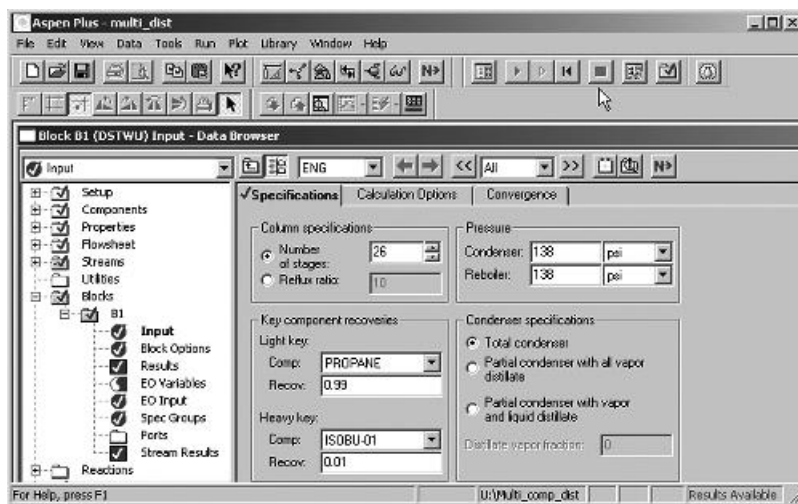 Aspen Plus - multi_dist
File Edit View Data Tools Run Plot Library Window Help
Block B1 (DSTWU) Input - Data Browser
Input ENG All N>
Setup
Components
Properties
Flowsheet
Streams
Utilities
Blocks
B1
Input
Block Options
Results
EO Variables
EO Input
Spec Groups
Ports
Stream Results
Reactions
Specifications Calculation Options Convergence
Column specifications
Number of stages: 26
Reflux ratio: 10
Pressure
Condenser: 138 psi
Reboiler: 138 psi
Key component recoveries
Light key:
Comp: PROPANE
Recov: 0.99
Heavy key:
Comp: ISOBU-01
Recov: 0.01
Condenser specifications
Total condenser
Partial condenser with all vapor
distillate
Partial condenser with vapor
and liquid distillate
Distillate vapor fraction: 0
For Help, press F1 U:\Multi_comp_dist Results Available